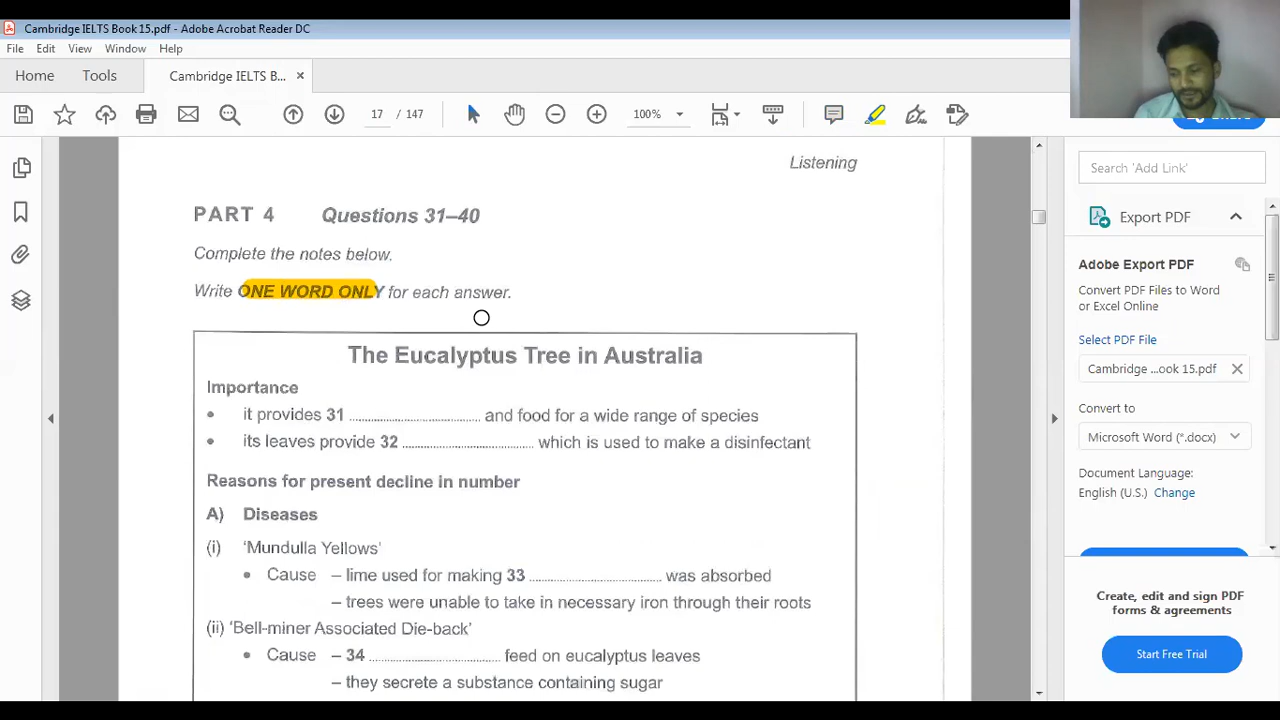 Cambridge IELTS Book 15.pdf - Adobe Acrobat Reader DC
File Edit View Window Help
Home Tools Cambridge IELTS B... ×
17 / 147 100%
Listening
PART 4 Questions 31–40
Complete the notes below.
Write ONE WORD ONLY for each answer.
The Eucalyptus Tree in Australia
Importance
• it provides 31 ................................ and food for a wide range of species
• its leaves provide 32 ................................ which is used to make a disinfectant
Reasons for present decline in number
A) Diseases
(i) ‘Mundulla Yellows’
• Cause – lime used for making 33 ................................ was absorbed
– trees were unable to take in necessary iron through their roots
(ii) ‘Bell-miner Associated Die-back’
• Cause – 34 ................................ feed on eucalyptus leaves
– they secrete a substance containing sugar
Search 'Add Link'
Export PDF
Adobe Export PDF
Convert PDF Files to Word
or Excel Online
Select PDF File
Cambridge ...ook 15.pdf ×
Convert to
Microsoft Word (*.docx)
Document Language:
English (U.S.) Change
Create, edit and sign PDF
forms & agreements
Start Free Trial